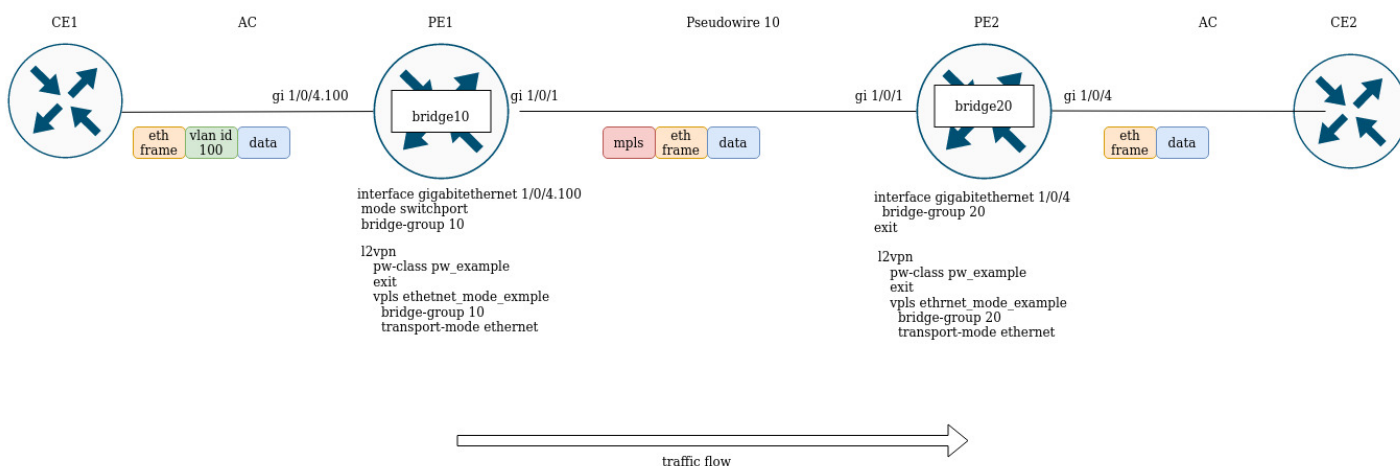 CE1
AC
PE1
Pseudowire 10
PE2
AC
CE2
gi 1/0/4.100
bridge10
gi 1/0/1
gi 1/0/1
bridge20
gi 1/0/4
eth
frame
vlan id
100
data
mpls
eth
frame
data
eth
frame
data
interface gigabitethernet 1/0/4.100
mode switchport
bridge-group 10
l2vpn
pw-class pw_example
exit
vpls ethetnet_mode_exmple
bridge-group 10
transport-mode ethernet
interface gigabitethernet 1/0/4
bridge-group 20
exit
l2vpn
pw-class pw_example
exit
vpls ethrnet_mode_example
bridge-group 20
transport-mode ethernet
traffic flow